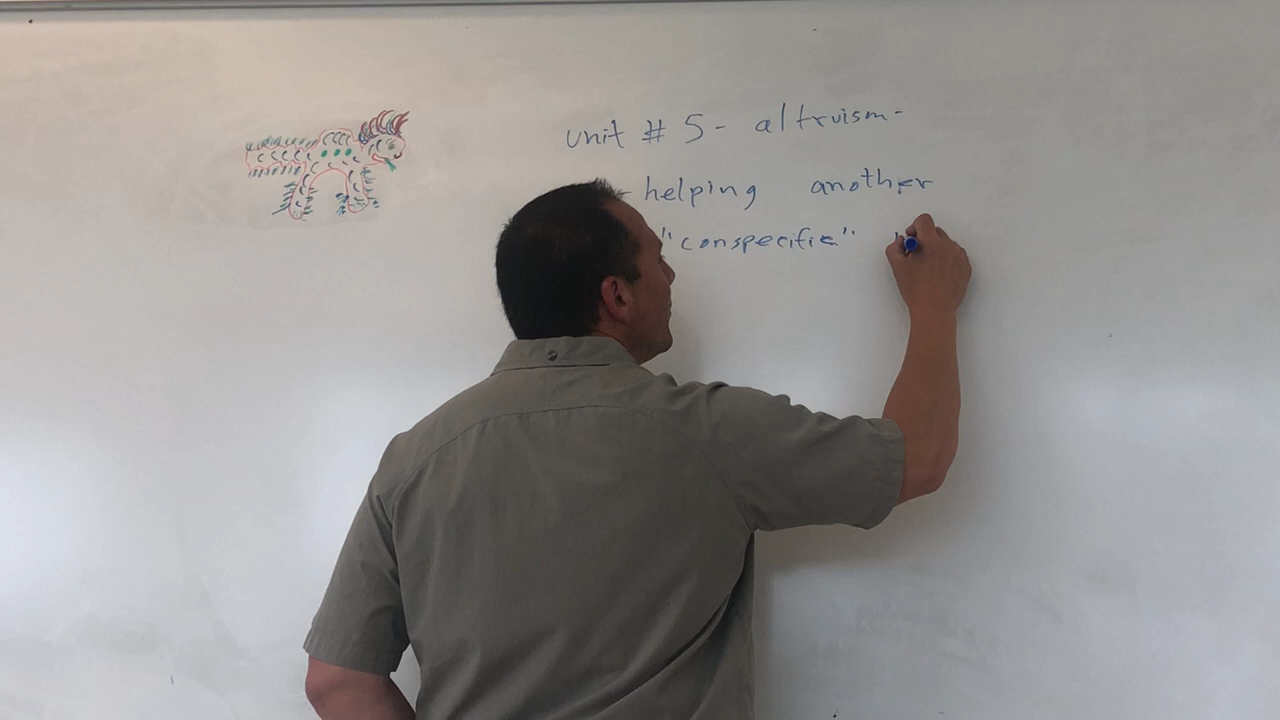 unit # 5 - altruism -
- helping another
"conspecific"